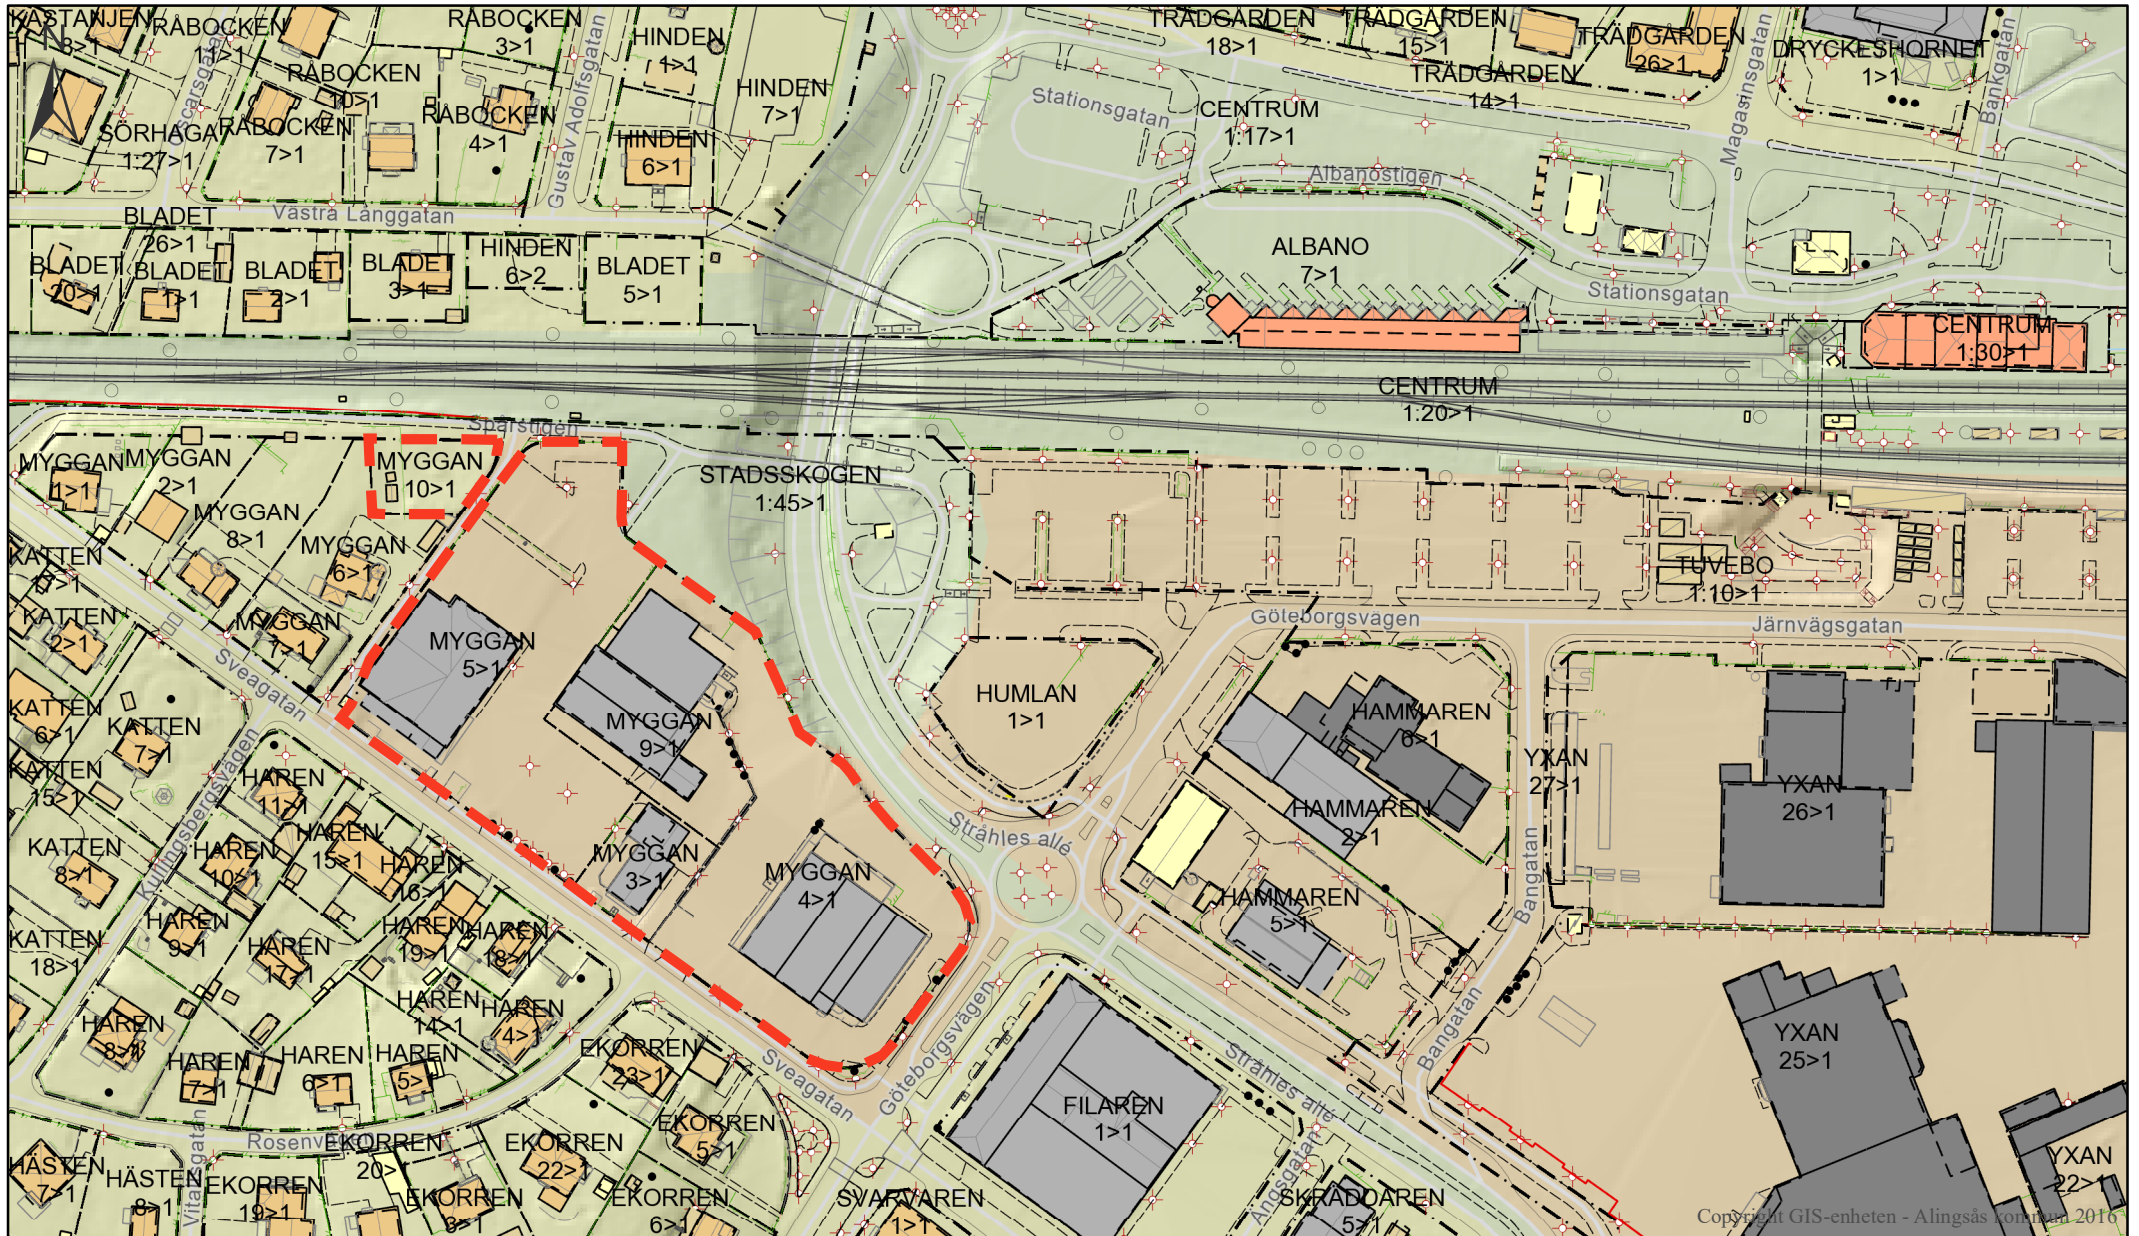 KASTANJEN
3>1
N
RÅBOCKEN
11>1
RÅBOCKEN
3>1
HINDEN
1>1
TRÄDGÅRDEN
18>1
TRÄDGÅRDEN
15>1
TRÄDGÅRDEN
26>1
DRYCKESHORNET
1>1
Oscarsgatan
RÅBOCKEN
10>1
Gustav Adolfsgatan
HINDEN
7>1
TRÄDGÅRDEN
14>1
Magasinsgatan
Bankgatan
Stationsgatan
CENTRUM
1:17>1
SÖRHAGA
1:27>1
RÅBOCKEN
7>1
RÅBOCKEN
4>1
HINDEN
6>1
Albanostigen
Västra Långgatan
BLADET
26>1
BLADET
20>1
BLADET
1>1
BLADET
2>1
BLADET
3>1
HINDEN
6>2
BLADET
5>1
ALBANO
7>1
Stationsgatan
CENTRUM
1:30>1
CENTRUM
1:20>1
Spårstigen
MYGGAN
1>1
MYGGAN
2>1
MYGGAN
10>1
STADSSKOGEN
1:45>1
MYGGAN
8>1
MYGGAN
6>1
KATTEN
1>1
TUVEBO
1:10>1
KATTEN
2>1
MYGGAN
7>1
MYGGAN
5>1
Göteborgsvägen
Järnvägsgatan
Sveagatan
KATTEN
6>1
KATTEN
7>1
MYGGAN
9>1
HUMLAN
1>1
HAMMAREN
6>1
YXAN
27>1
YXAN
26>1
KATTEN
15>1
Kullingsbergsvägen
HAREN
11>1
HAREN
15>1
HAREN
10>1
HAREN
16>1
KATTEN
8>1
MYGGAN
3>1
MYGGAN
4>1
Stråhles allé
HAMMAREN
2>1
HAMMAREN
5>1
Bangatan
HAREN
9>1
HAREN
17>1
HAREN
19>1
HAREN
18>1
KATTEN
18>1
HAREN
8>1
HAREN
14>1
HAREN
4>1
HAREN
7>1
HAREN
6>1
HAREN
5>1
EKORREN
23>1
Sveagatan
Göteborgsvägen
Stråhles allé
Bangatan
YXAN
25>1
FILAREN
1>1
Rosenvägen
EKORREN
20>1
EKORREN
22>1
EKORREN
5>1
HÄSTEN
7>1
HÄSTEN
8>1
Vitansgatan
EKORREN
19>1
EKORREN
3>1
EKORREN
6>1
SVARVAREN
1>1
Ängsgatan
SKRÄDDAREN
5>1
YXAN
22>1
Copyright GIS-enheten - Alingsås kommun 2016